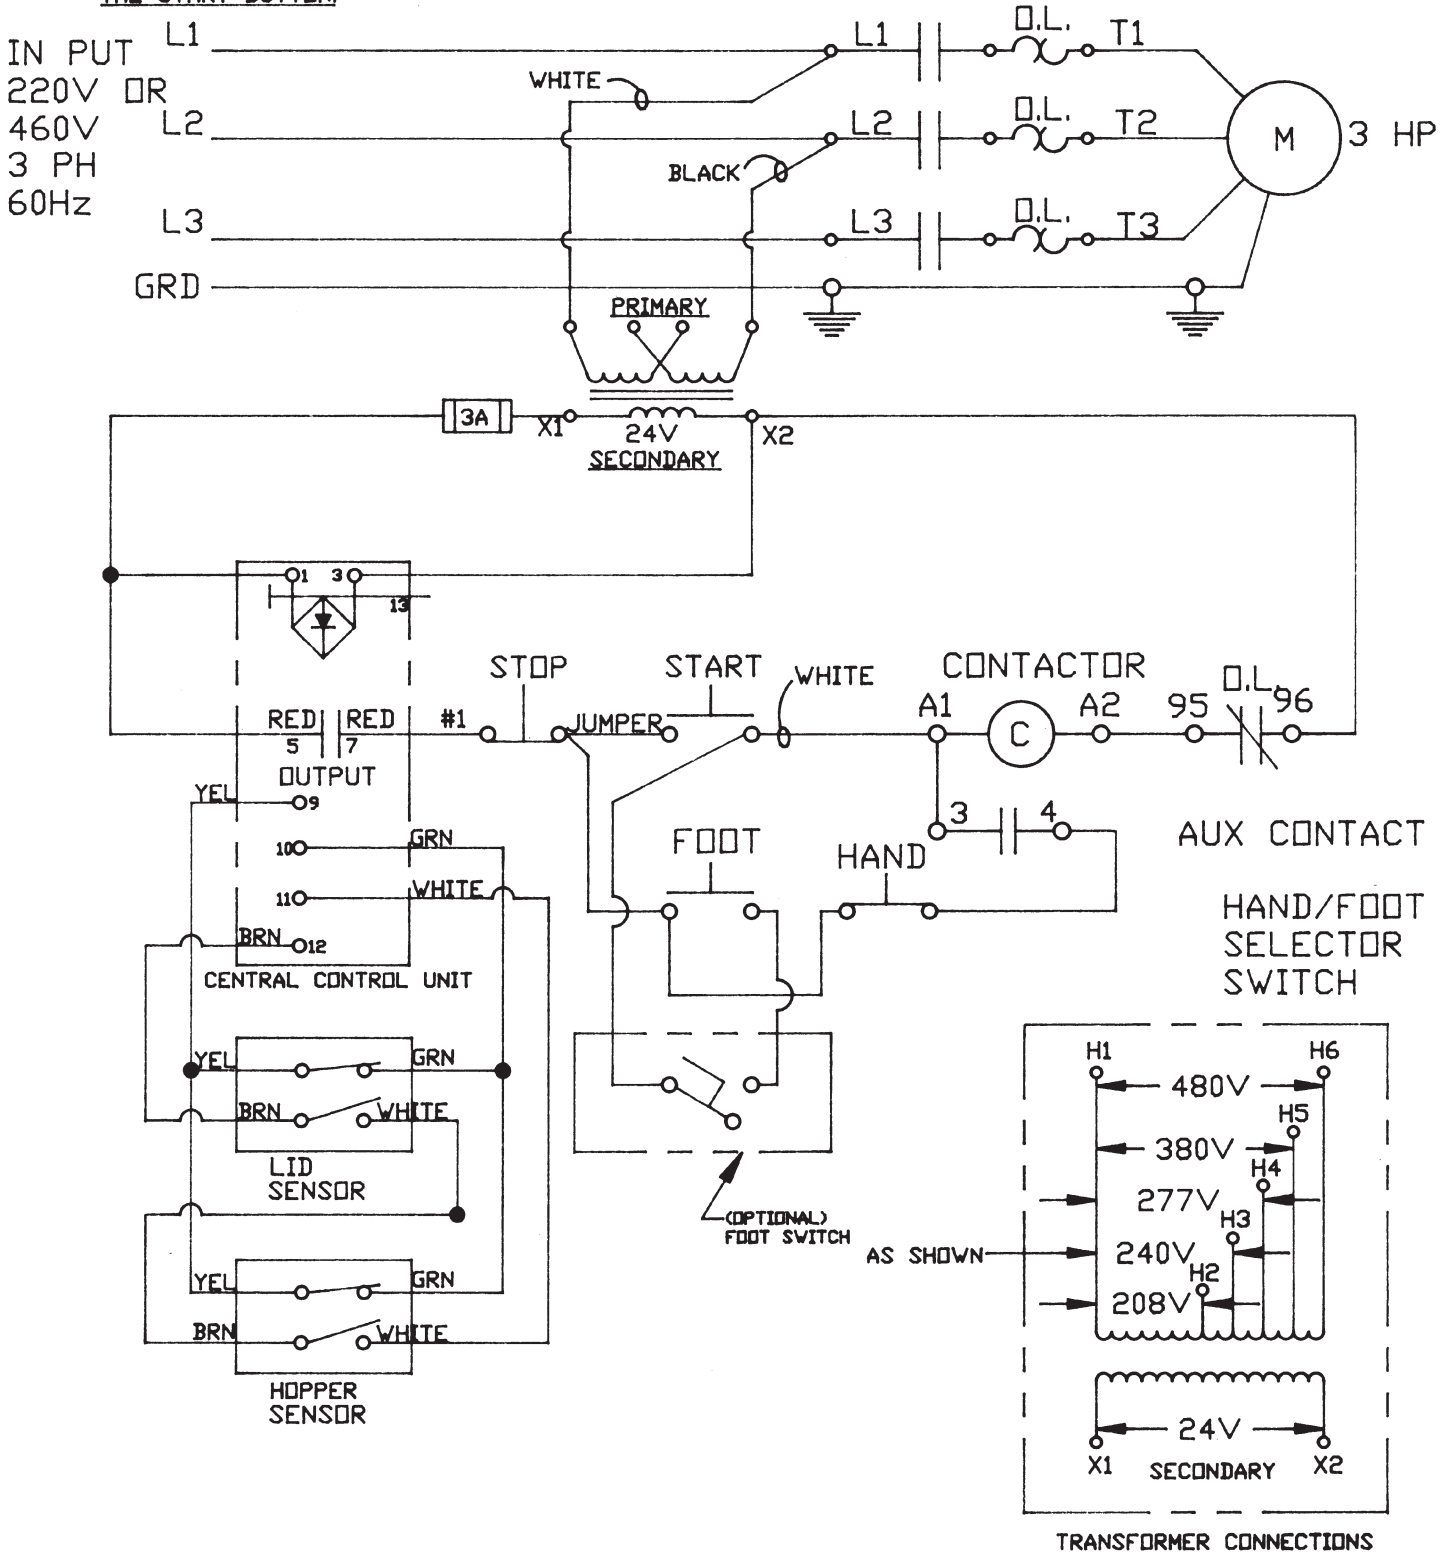 THE START BUTTON.
IN PUT
220V OR
460V
3 PH
60Hz
L1
L2
L3
GRD
WHITE
BLACK
L1
O.L.
T1
L2
O.L.
T2
L3
O.L.
T3
M
3 HP
PRIMARY
3A
X1
24V
X2
SECONDARY
1
3
13
STOP
START
WHITE
CONTACTOR
RED
RED
5
7
OUTPUT
#1
JUMPER
A1
C
A2
95
O.L.
96
YEL
9
10
GRN
11
WHITE
BRN
12
CENTRAL CONTROL UNIT
FOOT
HAND
3
4
AUX CONTACT
HAND/FOOT
SELECTOR
SWITCH
YEL
GRN
BRN
WHITE
LID
SENSOR
YEL
GRN
BRN
WHITE
HOPPER
SENSOR
(OPTIONAL)
FOOT SWITCH
H1
H6
480V
H5
380V
H4
277V
H3
AS SHOWN
240V
H2
208V
24V
X1
SECONDARY
X2
TRANSFORMER CONNECTIONS